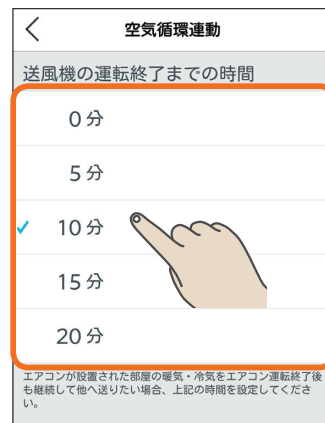 空気循環連動
送風機の運転終了までの時間
0分
5分
10分
15分
20分
エアコンが設置された部屋の暖気・冷気をエアコン運転終了後
も継続して他へ送りたい場合、上記の時間を設定してくださ
い。